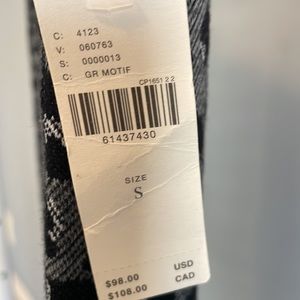 C: 4123
V: 060763
S: 0000013
C: GR MOTIF
CP1651 2 2
61437430
SIZE
S
$98.00 USD
$108.00 CAD